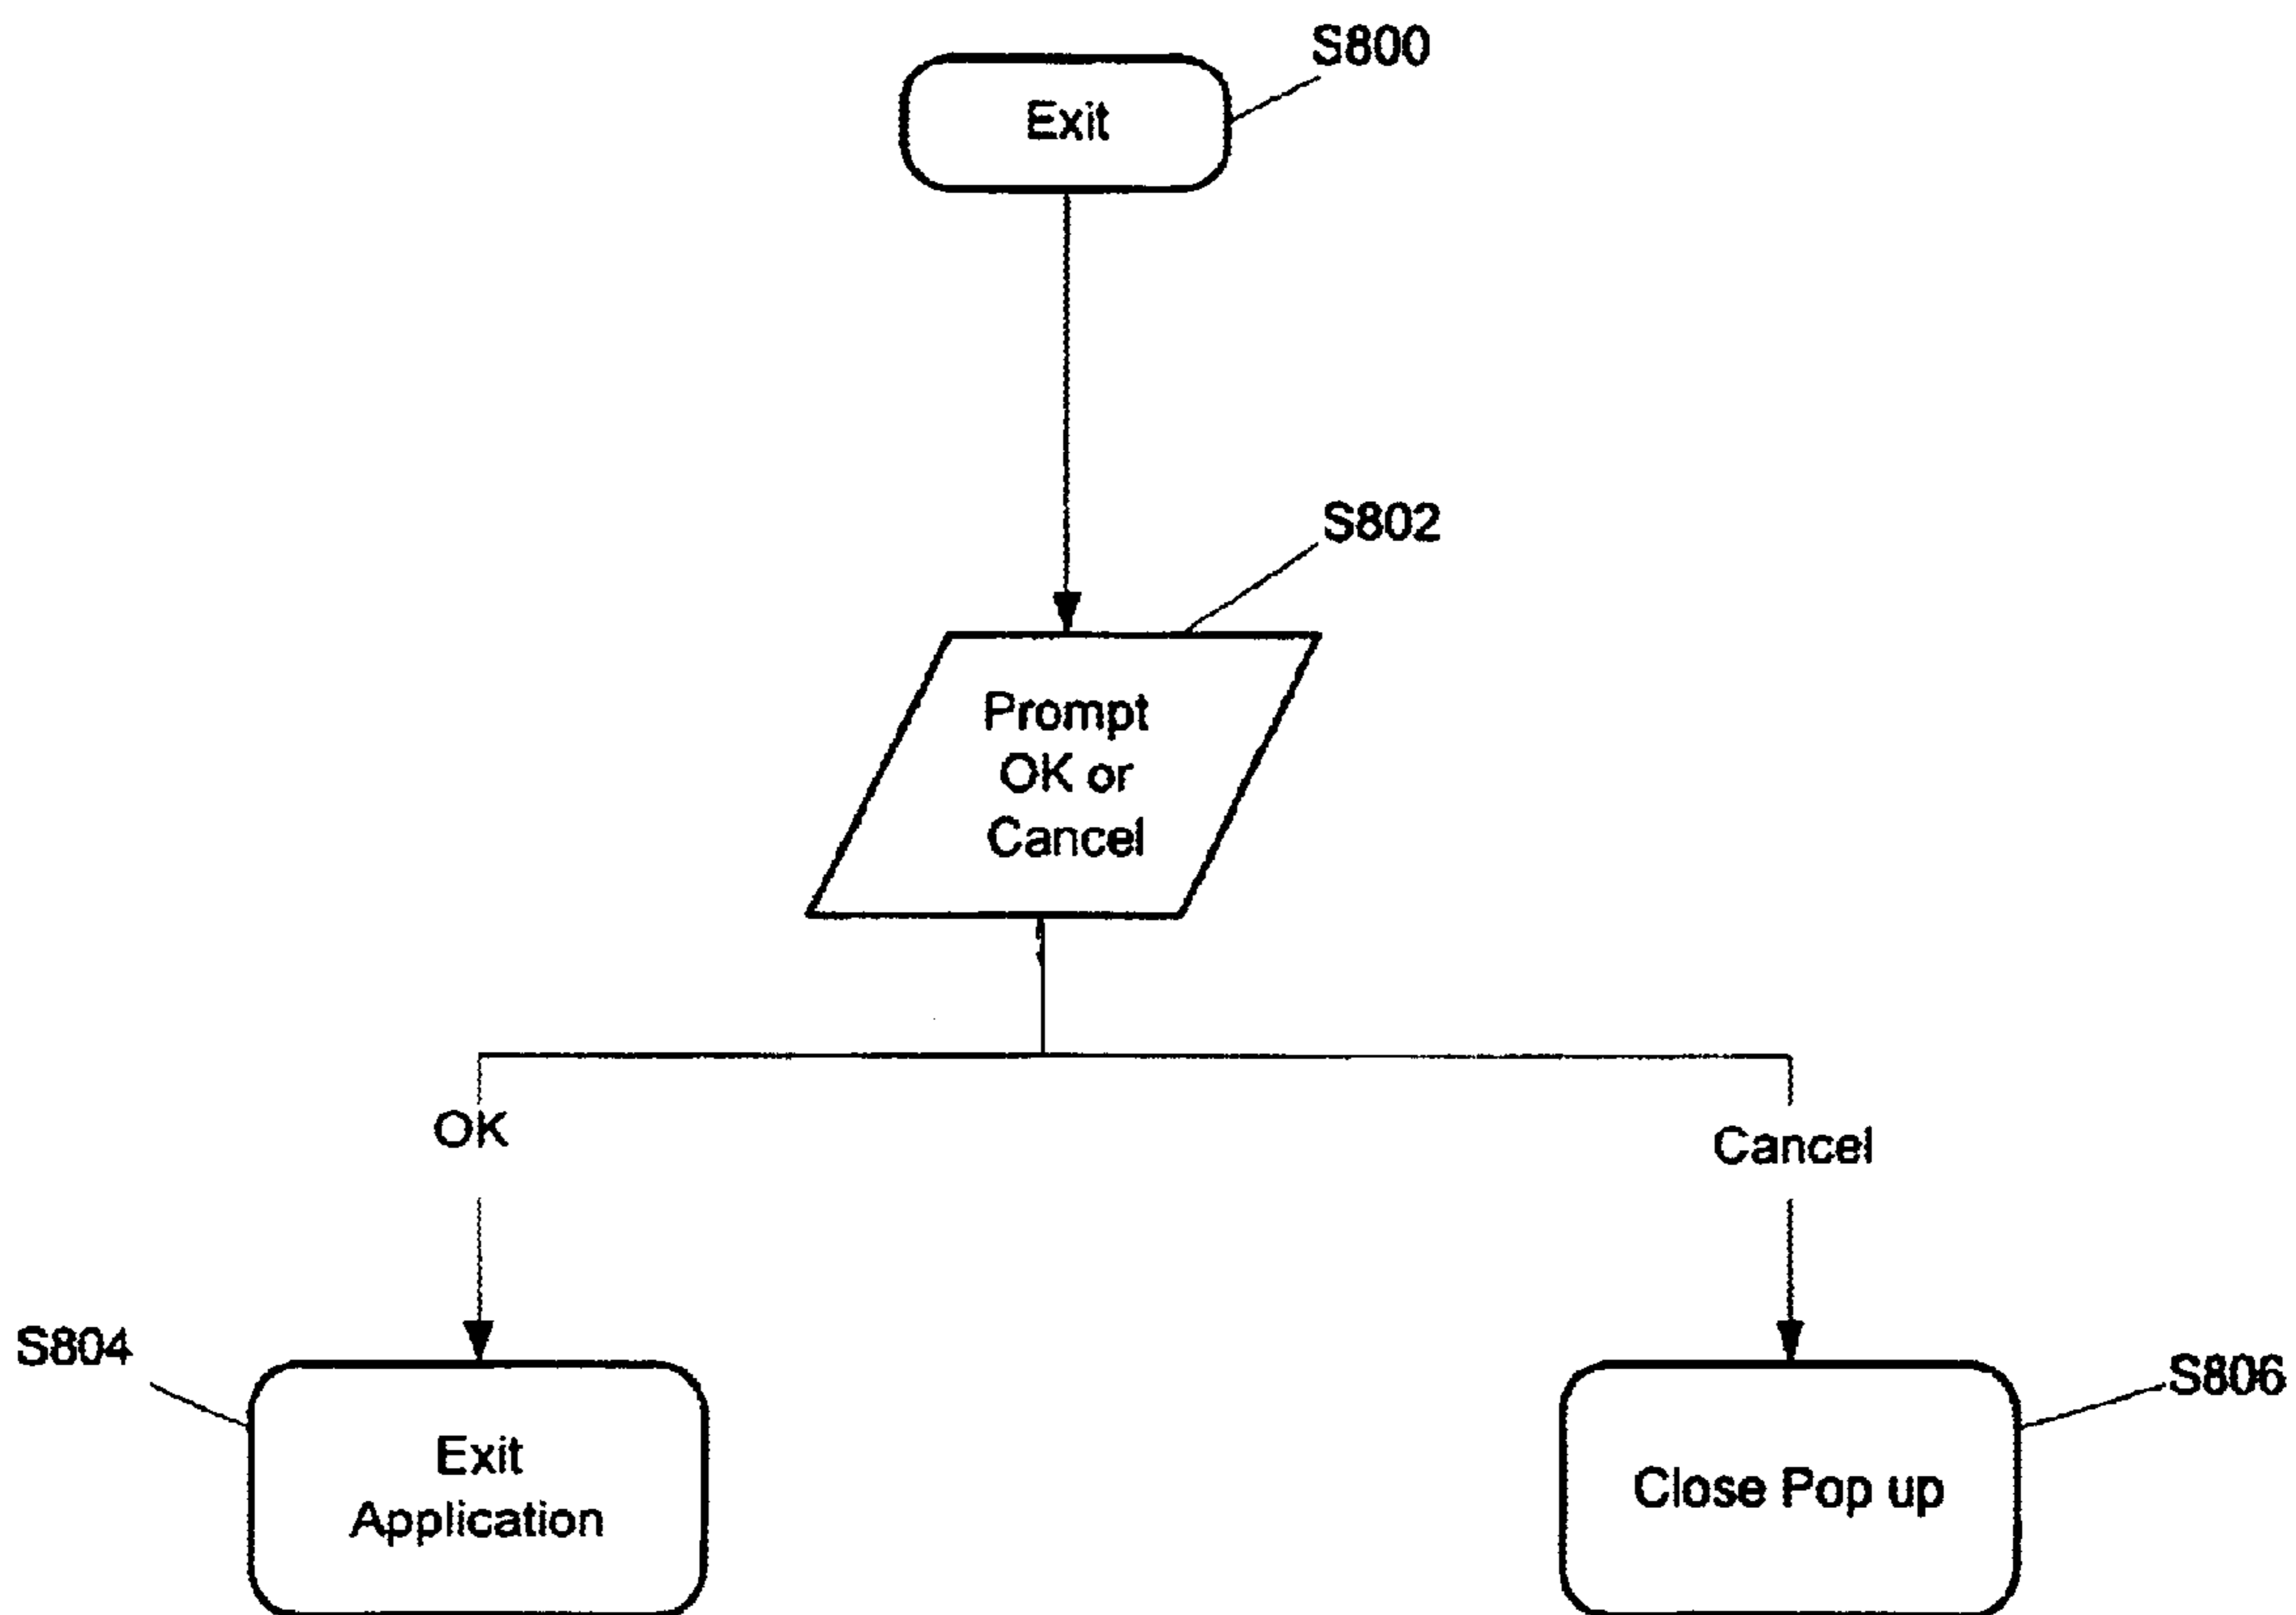 S800
Exit
S802
Prompt
OK or
Cancel
OK
Cancel
S804
S806
Exit
Application
Close Pop up